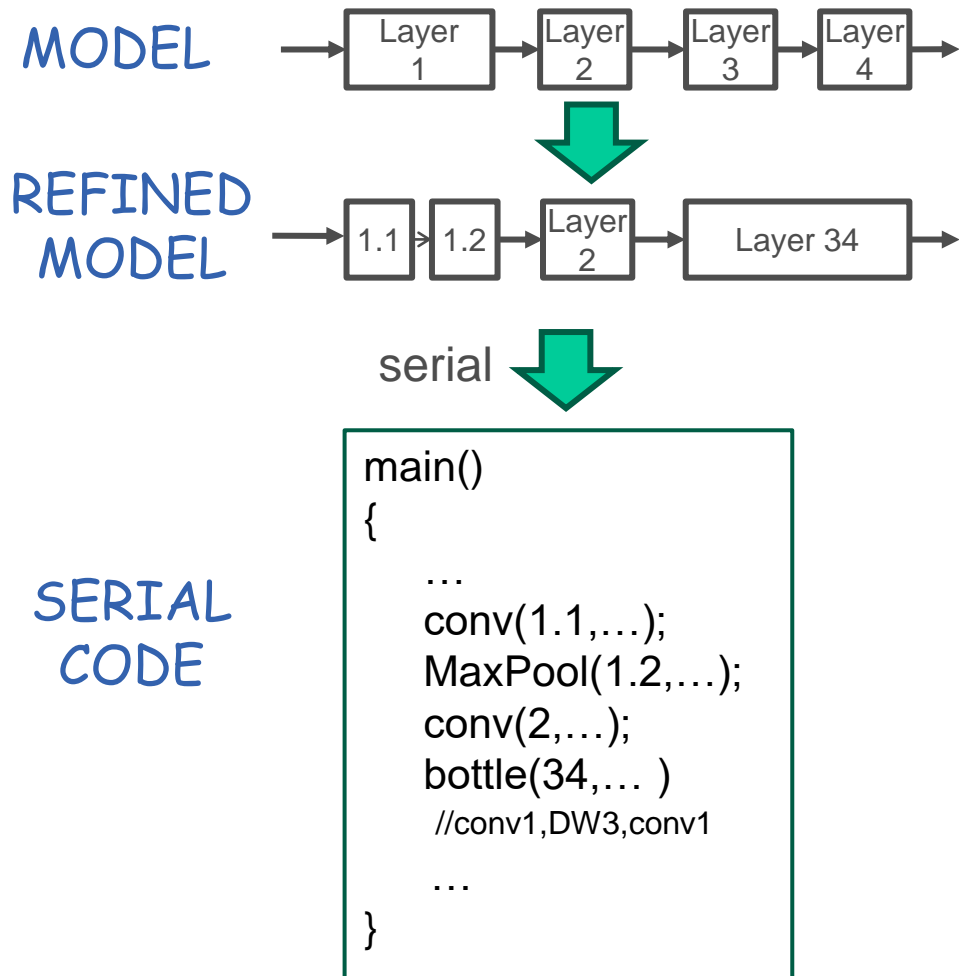 MODEL
Layer
1
Layer
2
Layer
3
Layer
4
REFINED
MODEL
1.1
1.2
Layer
2
Layer 34
serial
SERIAL
CODE
main()
{
…
conv(1.1,…);
MaxPool(1.2,…);
conv(2,…);
bottle(34,… )
//conv1,DW3,conv1
…
}